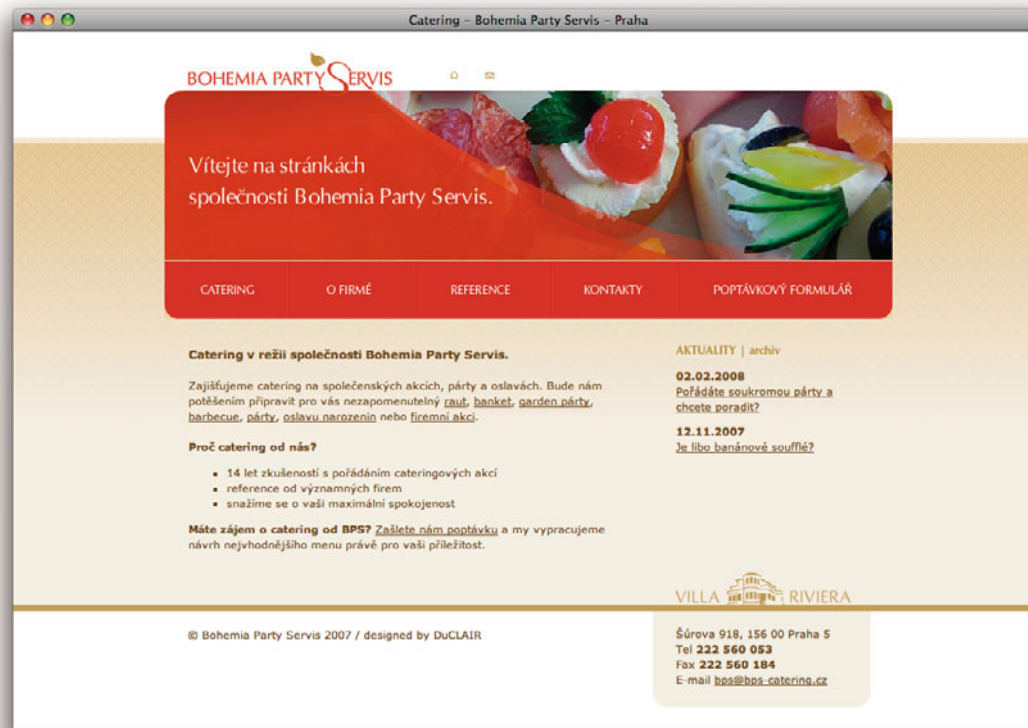 Catering – Bohemia Party Servis – Praha
BOHEMIA PARTY SERVIS
Vítejte na stránkách
společnosti Bohemia Party Servis.
CATERING
O FIRMĚ
REFERENCE
KONTAKTY
POPTÁVKOVÝ FORMULÁŘ
Catering v režii společnosti Bohemia Party Servis.
Zajišťujeme catering na společenských akcích, párty a oslavách. Bude nám
potěšením připravit pro vás nezapomenutelný raut, banket, garden párty,
barbecue, párty, oslavu narozenin nebo firemní akci.
Proč catering od nás?
14 let zkušeností s pořádáním cateringových akcí
reference od významných firem
snažíme se o vaši maximální spokojenost
Máte zájem o catering od BPS? Zašlete nám poptávku a my vypracujeme
návrh nejvhodnějšího menu právě pro vaši příležitost.
AKTUALITY | archiv
02.02.2008
Pořádáte soukromou párty a
chcete poradit?
12.11.2007
Je libo banánové soufflé?
VILLA RIVIERA
© Bohemia Party Servis 2007 / designed by DuCLAIR
Šúrova 918, 156 00 Praha 5
Tel 222 560 053
Fax 222 560 184
E-mail bps@bps-catering.cz